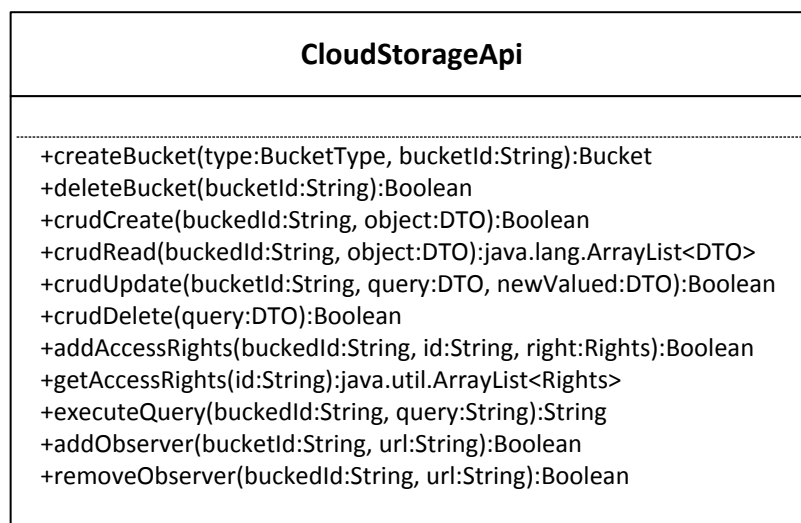 CloudStorageApi
+createBucket(type:BucketType, bucketId:String):Bucket
+deleteBucket(bucketId:String):Boolean
+crudCreate(buckedId:String, object:DTO):Boolean
+crudRead(buckedId:String, object:DTO):java.lang.ArrayList<DTO>
+crudUpdate(bucketId:String, query:DTO, newValued:DTO):Boolean
+crudDelete(query:DTO):Boolean
+addAccessRights(buckedId:String, id:String, right:Rights):Boolean
+getAccessRights(id:String):java.util.ArrayList<Rights>
+executeQuery(buckedId:String, query:String):String
+addObserver(bucketId:String, url:String):Boolean
+removeObserver(buckedId:String, url:String):Boolean